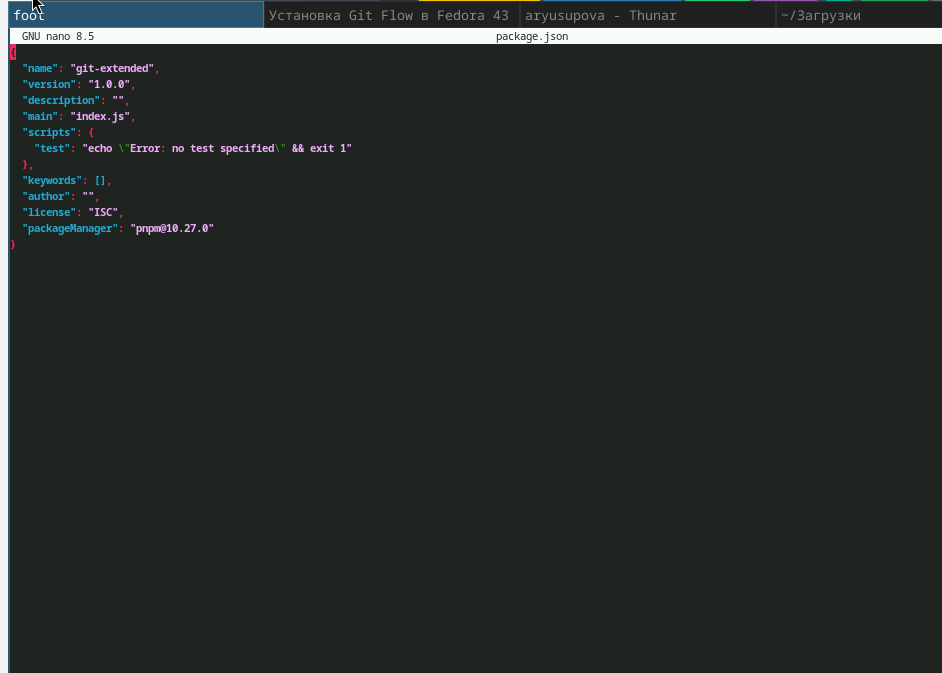 foot
Установка Git Flow в Fedora 43
aryusupova - Thunar
~/Загрузки
GNU nano 8.5
package.json
{
"name": "git-extended",
"version": "1.0.0",
"description": "",
"main": "index.js",
"scripts": {
"test": "echo \"Error: no test specified\" && exit 1"
},
"keywords": [],
"author": "",
"license": "ISC",
"packageManager": "pnpm@10.27.0"
}